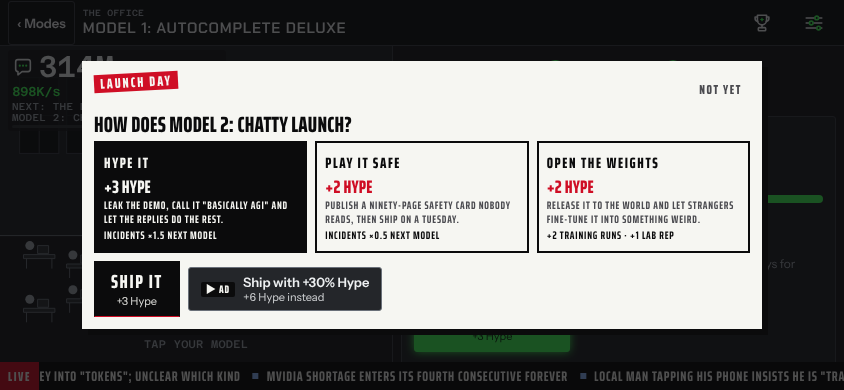 ‹ Modes
THE OFFICE
MODEL 1: AUTOCOMPLETE DELUXE
314M
898K/s
NEXT: THE
MODEL 2: C
LAUNCH DAY
NOT YET
HOW DOES MODEL 2: CHATTY LAUNCH?
HYPE IT
+3 HYPE
LEAK THE DEMO, CALL IT "BASICALLY AGI" AND
LET THE REPLIES DO THE REST.
INCIDENTS ×1.5 NEXT MODEL
PLAY IT SAFE
+2 HYPE
PUBLISH A NINETY-PAGE SAFETY CARD NOBODY
READS, THEN SHIP ON A TUESDAY.
INCIDENTS ×0.5 NEXT MODEL
OPEN THE WEIGHTS
+2 HYPE
RELEASE IT TO THE WORLD AND LET STRANGERS
FINE-TUNE IT INTO SOMETHING WEIRD.
+2 TRAINING RUNS · +1 LAB REP
SHIP IT
+3 Hype
▶ AD
Ship with +30% Hype
+6 Hype instead
ys for
+3 Hype
TAP YOUR MODEL
LIVE
EY INTO "TOKENS"; UNCLEAR WHICH KIND ■ MVIDIA SHORTAGE ENTERS ITS FOURTH CONSECUTIVE FOREVER ■ LOCAL MAN TAPPING HIS PHONE INSISTS HE IS "TRA